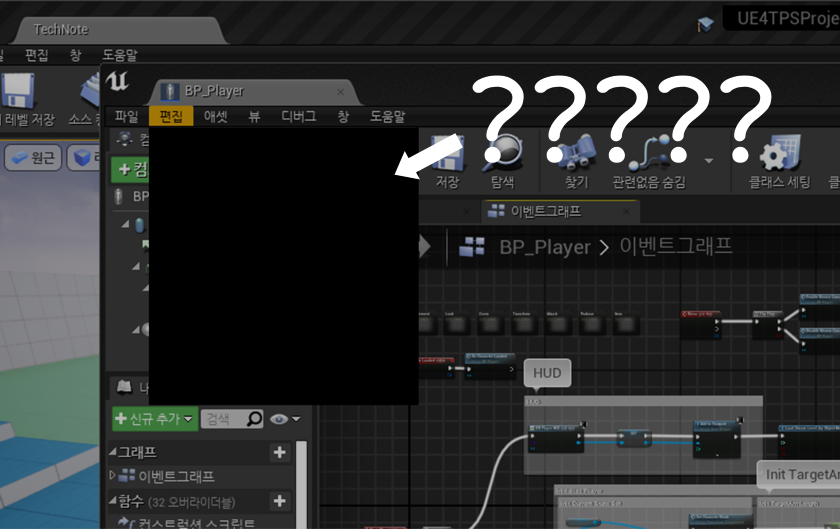 TechNote
UE4TPSProje
편집 창 도움말
BP_Player
파일 편집 애셋 뷰 디버그 창 도움말
?????
레벨 저장 소스
저장 탐색 찾기 관련없음 숨김 클래스 세팅
원근
BP
이벤트그래프
BP_Player > 이벤트그래프
HUD
신규 추가 검색
그래프
이벤트그래프
Init TargetAr
함수 (32 오버라이더블)
컨스트럭션 스크립트